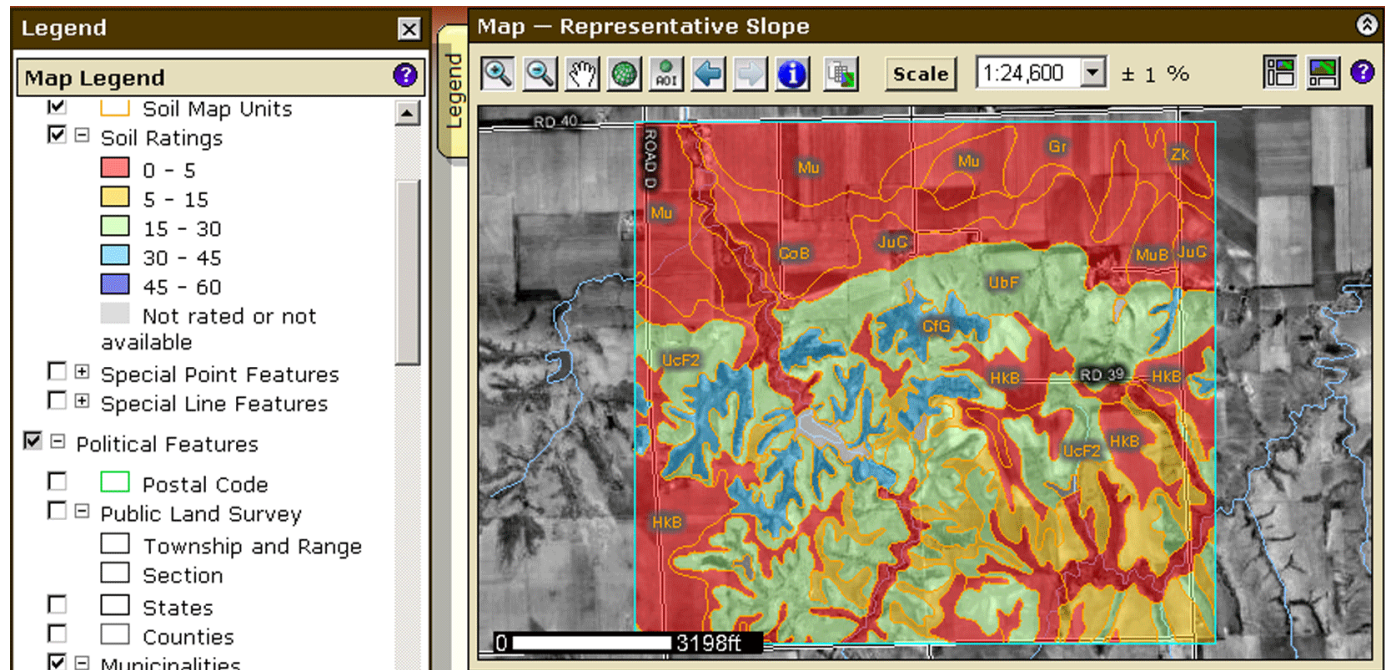 Legend
Map Legend
Soil Map Units
Soil Ratings
0 - 5
5 - 15
15 - 30
30 - 45
45 - 60
Not rated or not
available
Special Point Features
Special Line Features
Political Features
Postal Code
Public Land Survey
Township and Range
Section
States
Counties
Municipalities
Legend
Map — Representative Slope
AOI
Scale
1:24,600
± 1 %
RD 40
ROAD D
Mu
Mu
Gr
Zk
Mu
CoB
JuC
MuB
JuC
UbF
CfG
UcF2
HkB
RD 39
HkB
UcF2
HkB
HkB
0
3198ft